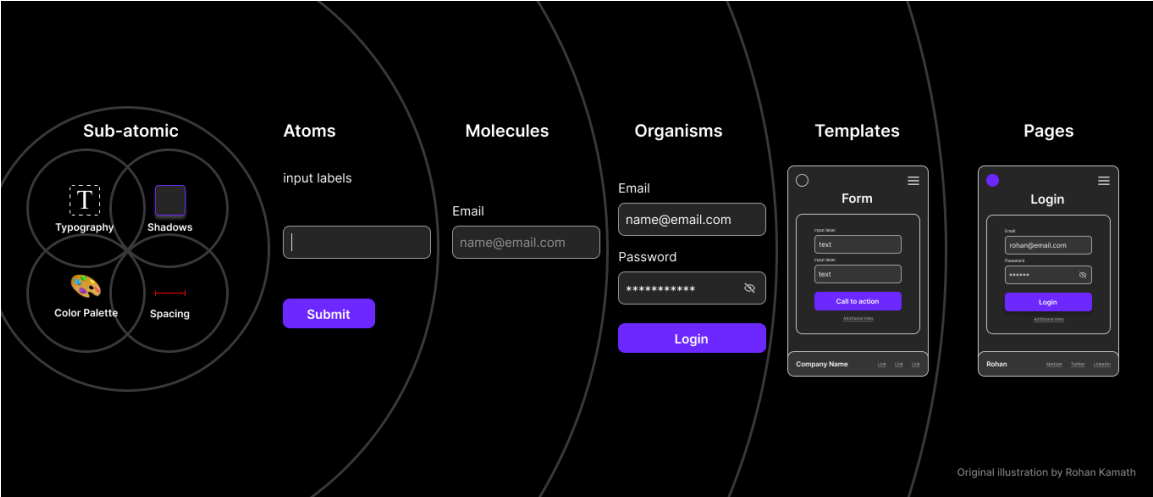 Sub-atomic
T
Typography
Shadows
Color Palette
Spacing
Atoms
input labels
Submit
Molecules
Email
name@email.com
Organisms
Email
name@email.com
Password
***********
Login
Templates
Form
Input label
text
Input label
text
Call to action
Additional links
Company Name
Link Link Link
Pages
Login
Email
rohan@email.com
Password
******
Login
Additional links
Rohan
Medium Twitter LinkedIn
Original illustration by Rohan Kamath